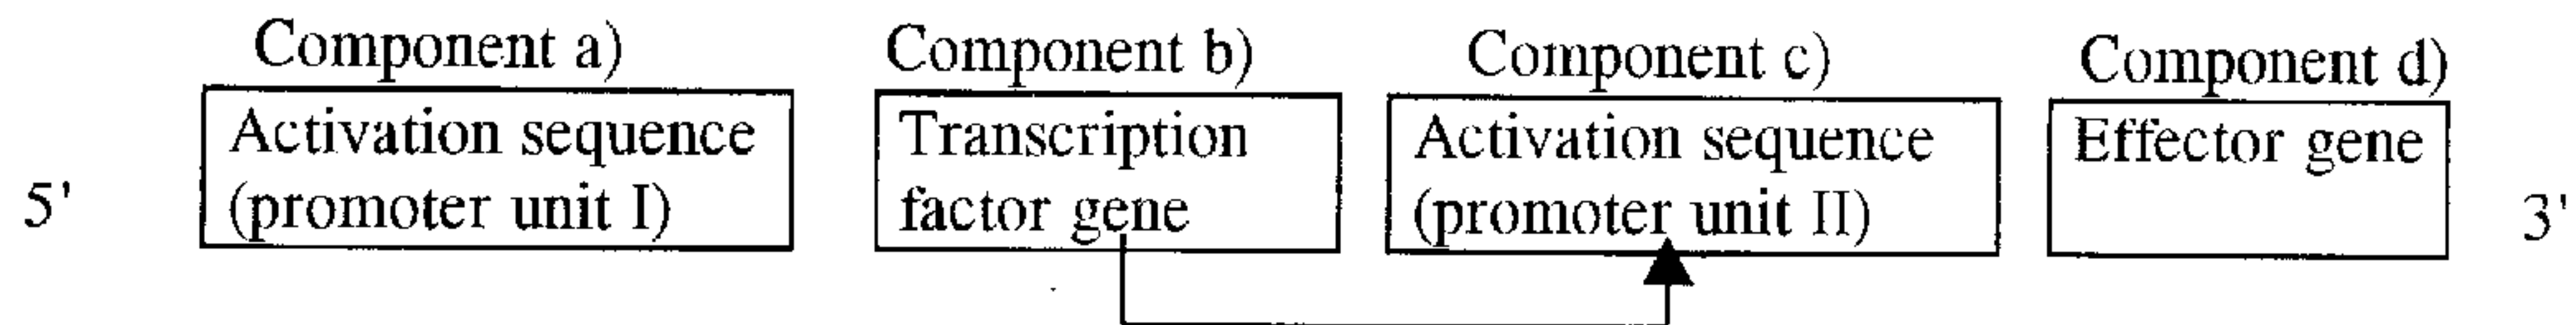 Component a) Component b) Component c) Component d)
Activation sequence Transcription Activation sequence Effector gene
5' (promoter unit I) factor gene (promoter unit II) 3'